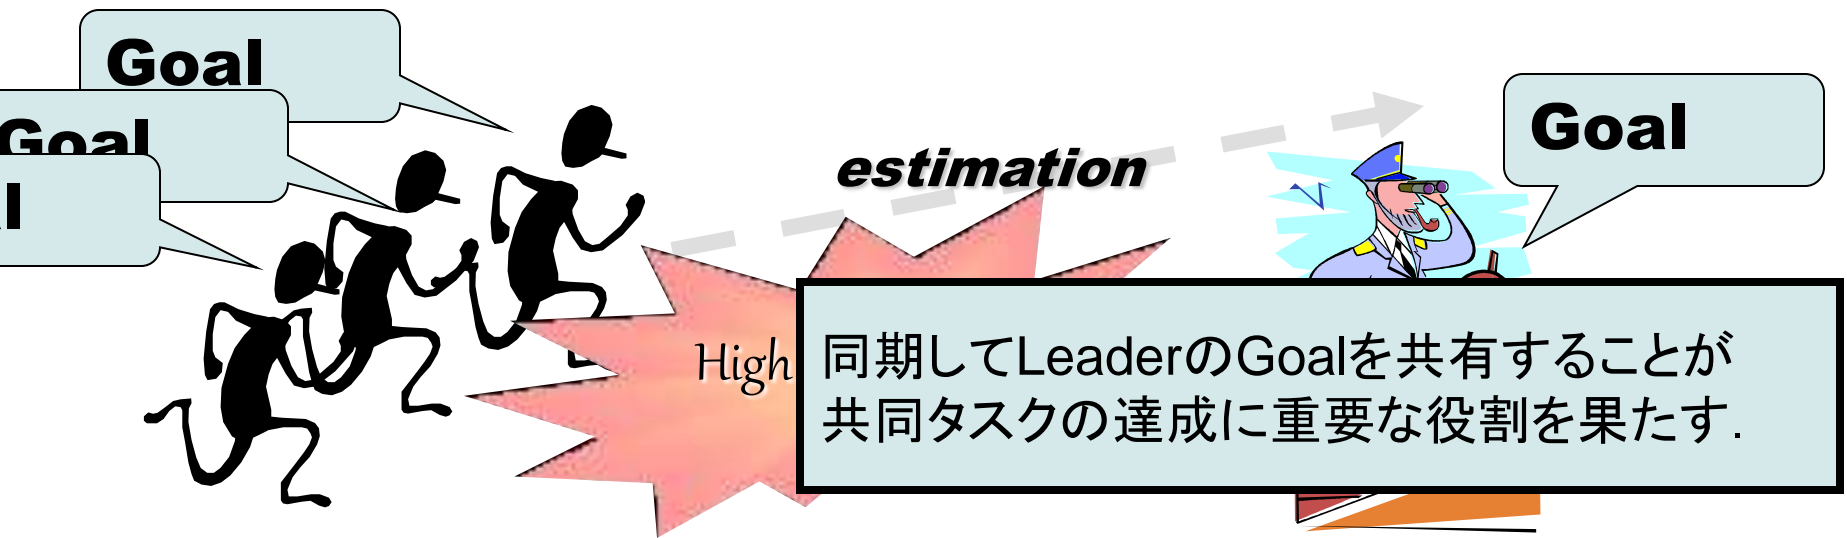 Goal
Goal
l
estimation
Goal
High
同期してLeaderのGoalを共有することが
共同タスクの達成に重要な役割を果たす.